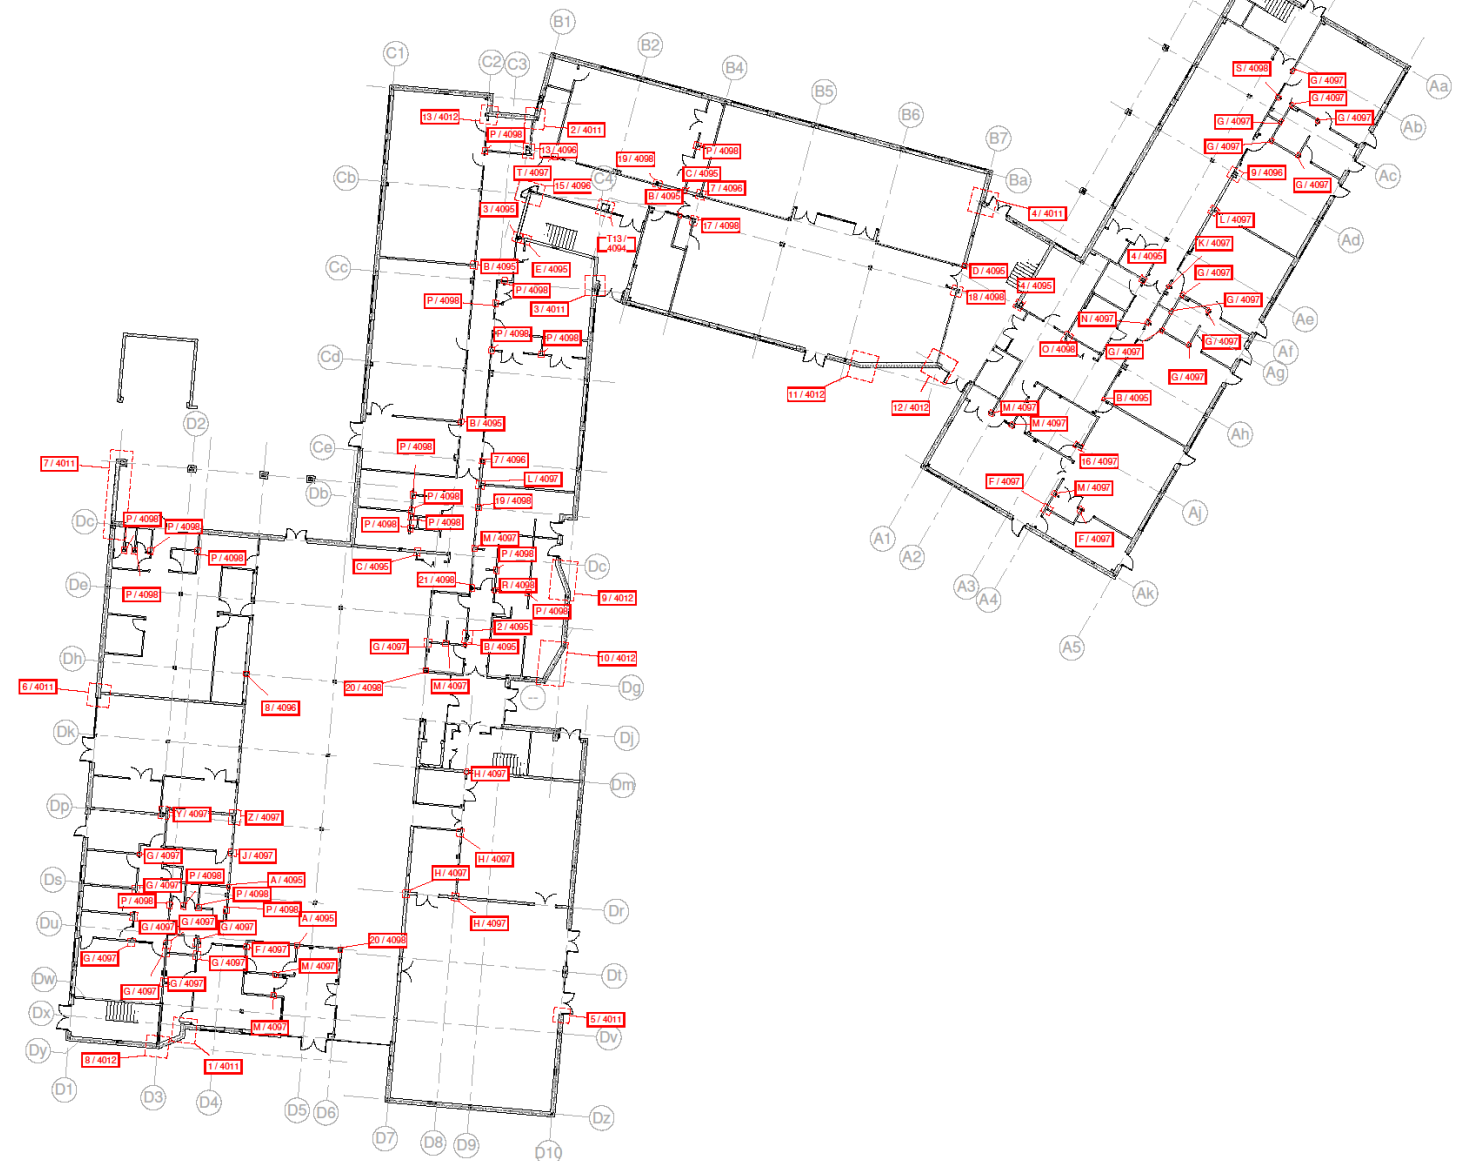 B1
B2
C1
C2
C3
B4
B5
B6
B7
Aa
Ab
Ac
Ad
Ae
Af
Ag
Ah
Aj
Ak
A1
A2
A3
A4
A5
Ba
Cb
C4
Cc
Cd
Ce
D2
Db
Dc
Dc
De
Dh
Dg
Dk
Dj
Dm
Dp
Ds
Dr
Du
Dt
Dw
Dx
Dv
Dy
D1
D3
D4
D5
D6
D7
D8
D9
D10
Dz
S / 4098
G / 4097
G / 4097
G / 4097
G / 4097
G / 4097
9 / 4096
G / 4097
L / 4097
K / 4097
4 / 4095
G / 4097
G / 4097
4 / 4095
N / 4097
O / 4098
G / 4097
G / 4097
G / 4097
B / 4095
M / 4097
M / 4097
16 / 4097
F / 4097
M / 4097
F / 4097
13 / 4012
2 / 4011
P / 4098
13 / 4096
19 / 4098
P / 4098
T / 4097
15 / 4096
C / 4095
B / 4095
7 / 4096
4 / 4011
3 / 4095
17 / 4098
T13 /
4094
B / 4095
E / 4095
D / 4095
P / 4098
P / 4098
18 / 4098
3 / 4011
P / 4098
P / 4098
11 / 4012
12 / 4012
B / 4095
P / 4098
7 / 4096
7 / 4011
L / 4097
P / 4098
19 / 4098
P / 4098
P / 4098
P / 4098
P / 4098
M / 4097
P / 4098
P / 4098
C / 4095
21 / 4098
R / 4098
P / 4098
9 / 4012
P / 4098
2 / 4095
G / 4097
B / 4095
10 / 4012
6 / 4011
20 / 4098
M / 4097
8 / 4096
H / 4097
Y / 4097
Z / 4097
G / 4097
J / 4097
H / 4097
H / 4097
G / 4097
P / 4098
A / 4095
P / 4098
P / 4098
P / 4098
A / 4095
H / 4097
G / 4097
G / 4097
G / 4097
F / 4097
20 / 4098
G / 4097
G / 4097
M / 4097
G / 4097
G / 4097
M / 4097
5 / 4011
8 / 4012
1 / 4011